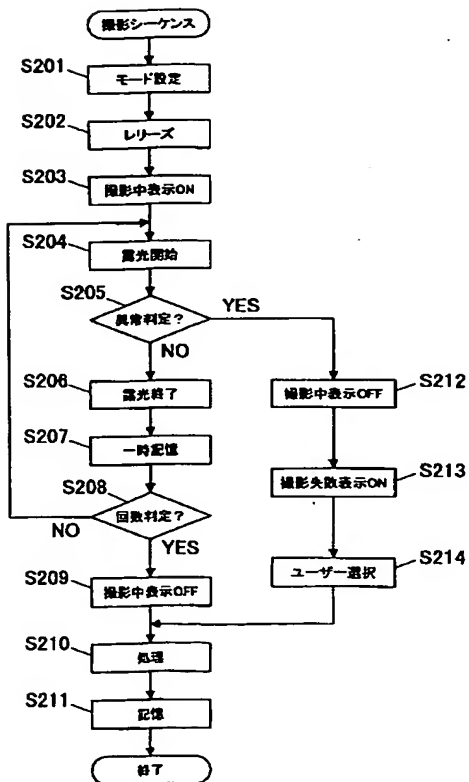 撮影シーケンス
S201
モード設定
S202
レリーズ
S203
撮影中表示ON
S204
露光開始
S205
異常判定?
YES
NO
S206
露光終了
S212
撮影中表示OFF
S207
一時記憶
S213
撮影失敗表示ON
S208
回数判定?
NO
YES
S214
ユーザー選択
S209
撮影中表示OFF
S210
処理
S211
記憶
終了